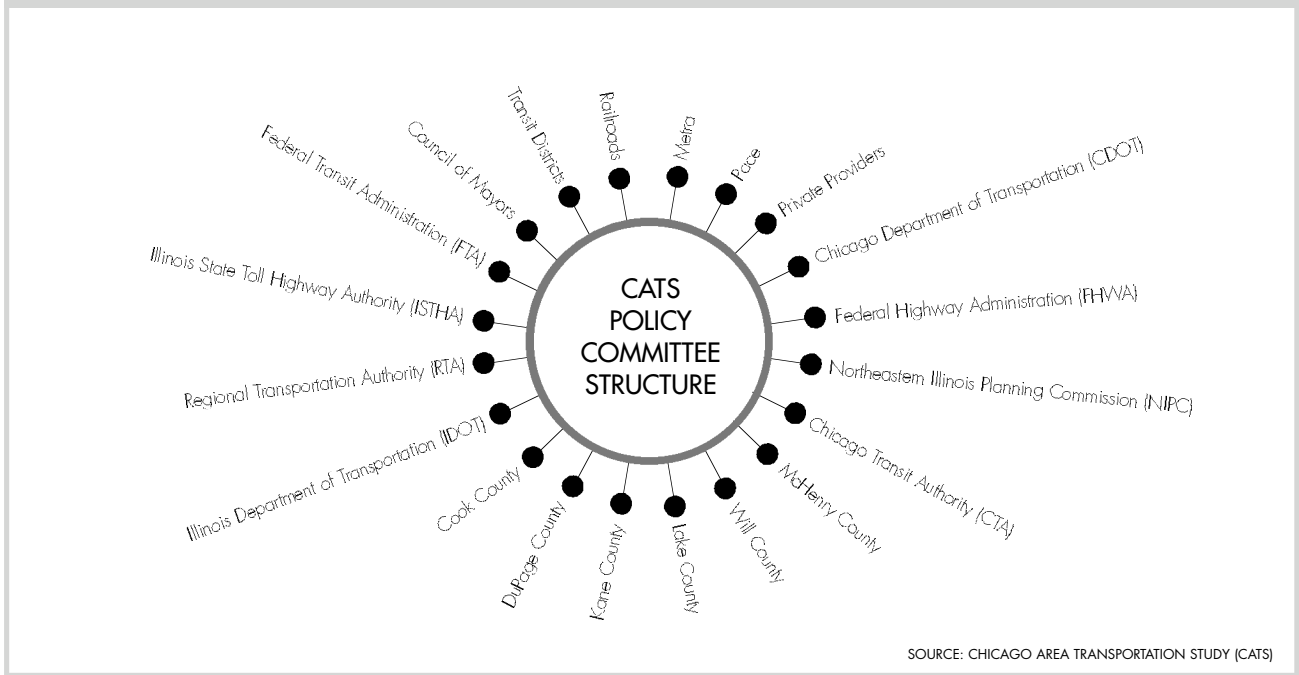 CATS
POLICY
COMMITTEE
STRUCTURE
Railroads
Metra
Pace
Private Providers
Chicago Department of Transportation (CDOT)
Federal Highway Administration (FHWA)
Northeastern Illinois Planning Commission (NIPC)
Chicago Transit Authority (CTA)
McHenry County
Will County
Lake County
Kane County
DuPage County
Cook County
Illinois Department of Transportation (IDOT)
Regional Transportation Authority (RTA)
Illinois State Toll Highway Authority (ISTHA)
Federal Transit Administration (FTA)
Council of Mayors
Transit Districts
SOURCE: CHICAGO AREA TRANSPORTATION STUDY (CATS)